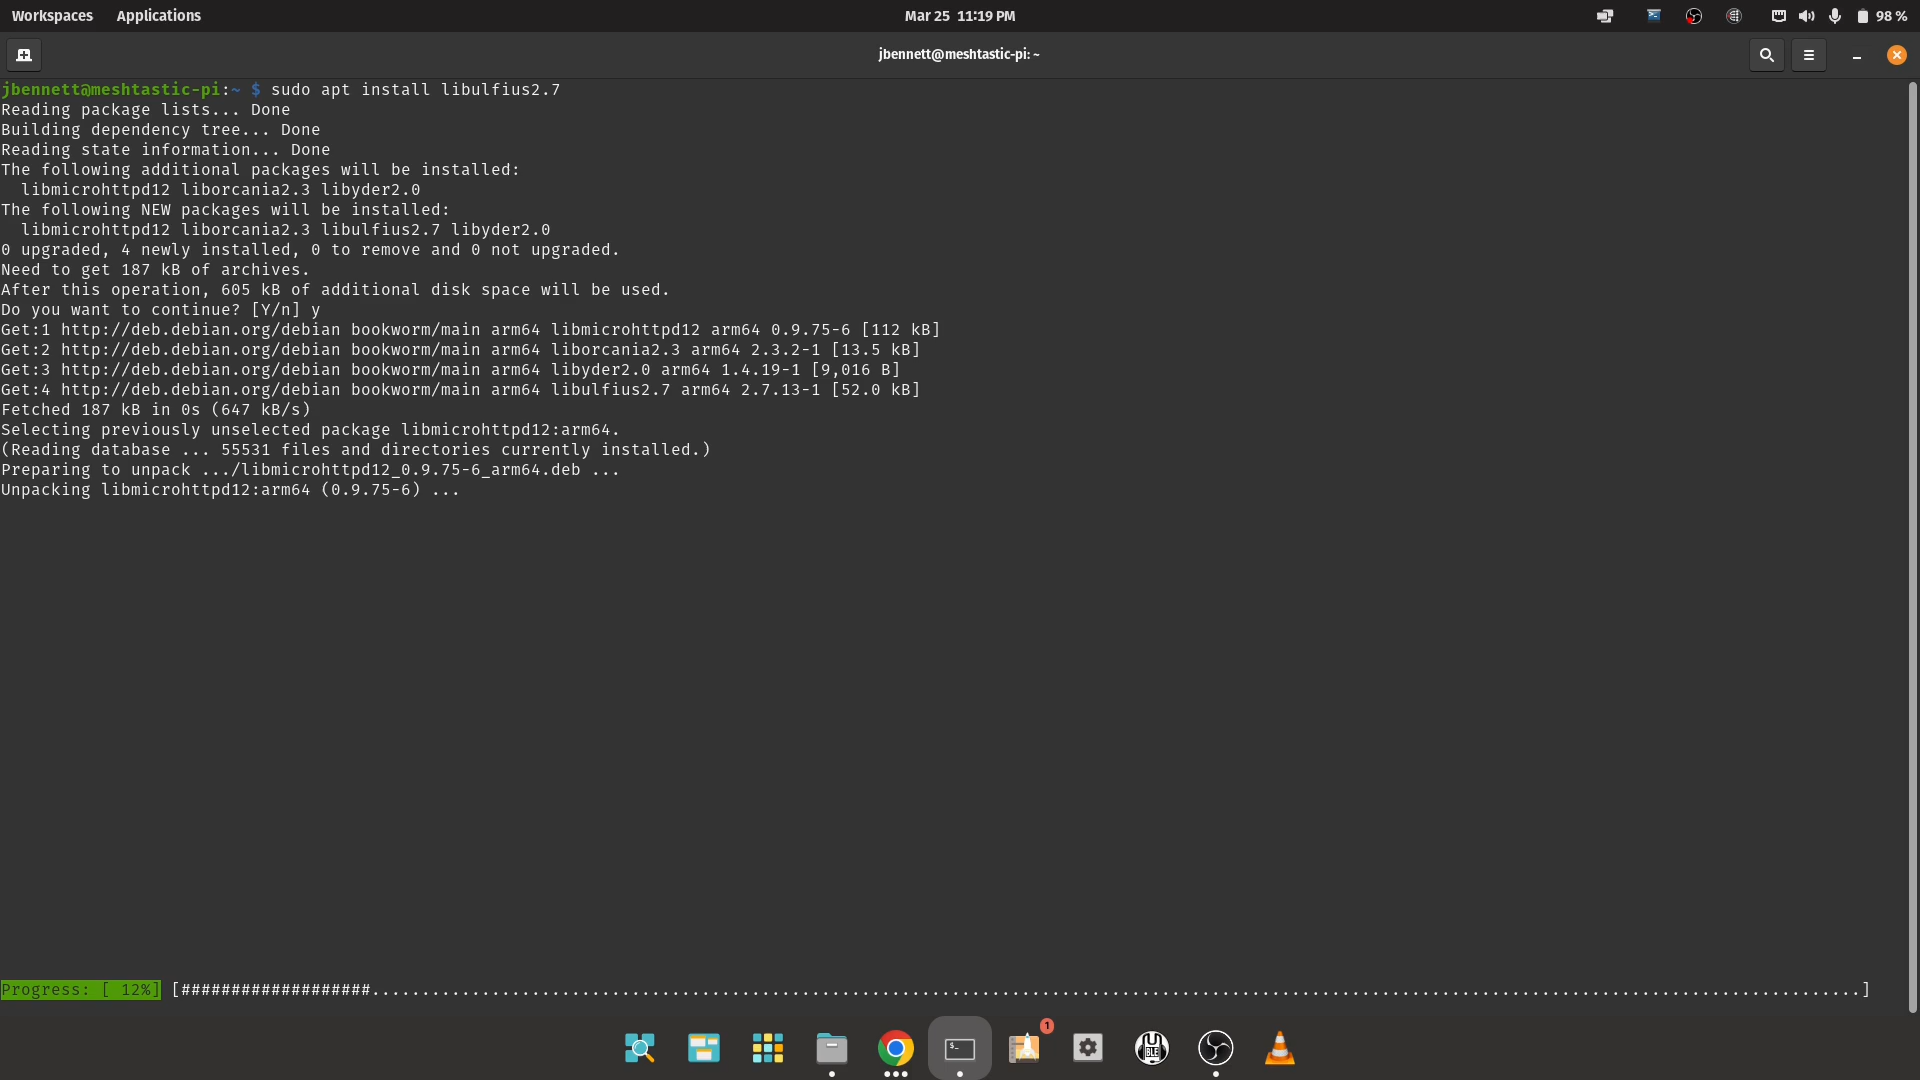 Workspaces Applications Mar 25 11:19 PM 98 %
jbennett@meshtastic-pi: ~
jbennett@meshtastic-pi:~ $ sudo apt install libulfius2.7
Reading package lists... Done
Building dependency tree... Done
Reading state information... Done
The following additional packages will be installed:
  libmicrohttpd12 liborcania2.3 libyder2.0
The following NEW packages will be installed:
  libmicrohttpd12 liborcania2.3 libulfius2.7 libyder2.0
0 upgraded, 4 newly installed, 0 to remove and 0 not upgraded.
Need to get 187 kB of archives.
After this operation, 605 kB of additional disk space will be used.
Do you want to continue? [Y/n] y
Get:1 http://deb.debian.org/debian bookworm/main arm64 libmicrohttpd12 arm64 0.9.75-6 [112 kB]
Get:2 http://deb.debian.org/debian bookworm/main arm64 liborcania2.3 arm64 2.3.2-1 [13.5 kB]
Get:3 http://deb.debian.org/debian bookworm/main arm64 libyder2.0 arm64 1.4.19-1 [9,016 B]
Get:4 http://deb.debian.org/debian bookworm/main arm64 libulfius2.7 arm64 2.7.13-1 [52.0 kB]
Fetched 187 kB in 0s (647 kB/s)
Selecting previously unselected package libmicrohttpd12:arm64.
(Reading database ... 55531 files and directories currently installed.)
Preparing to unpack .../libmicrohttpd12_0.9.75-6_arm64.deb ...
Unpacking libmicrohttpd12:arm64 (0.9.75-6) ...
Progress: [ 12%] [###################.....................................................................................................................................................]
1
$_
BLE